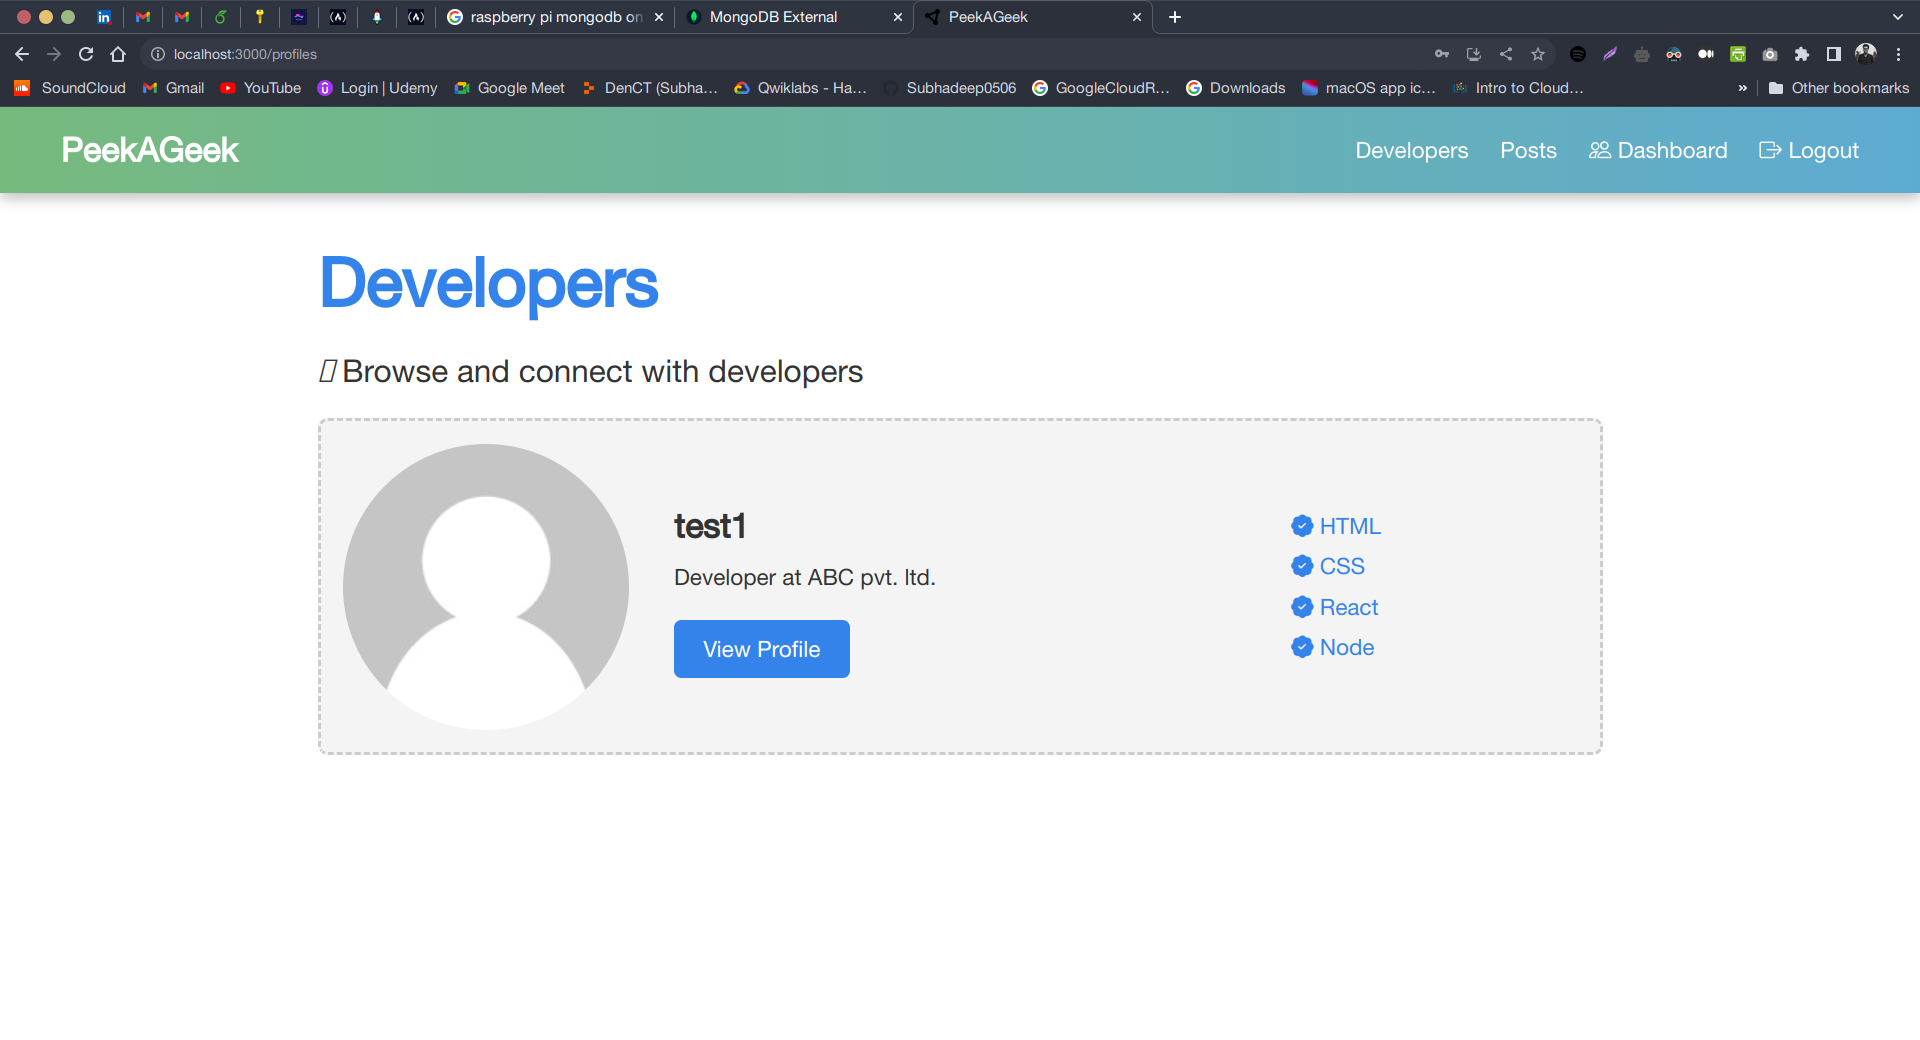 raspberry pi mongodb on
MongoDB External
PeekAGeek
localhost:3000/profiles
SoundCloud
Gmail
YouTube
Login | Udemy
Google Meet
DenCT (Subha...
Qwiklabs - Ha...
Subhadeep0506
GoogleCloudR...
Downloads
macOS app ic...
Intro to Cloud...
» Other bookmarks
PeekAGeek
Developers
Posts
Dashboard
Logout
Developers
Browse and connect with developers
test1
Developer at ABC pvt. ltd.
View Profile
HTML
CSS
React
Node